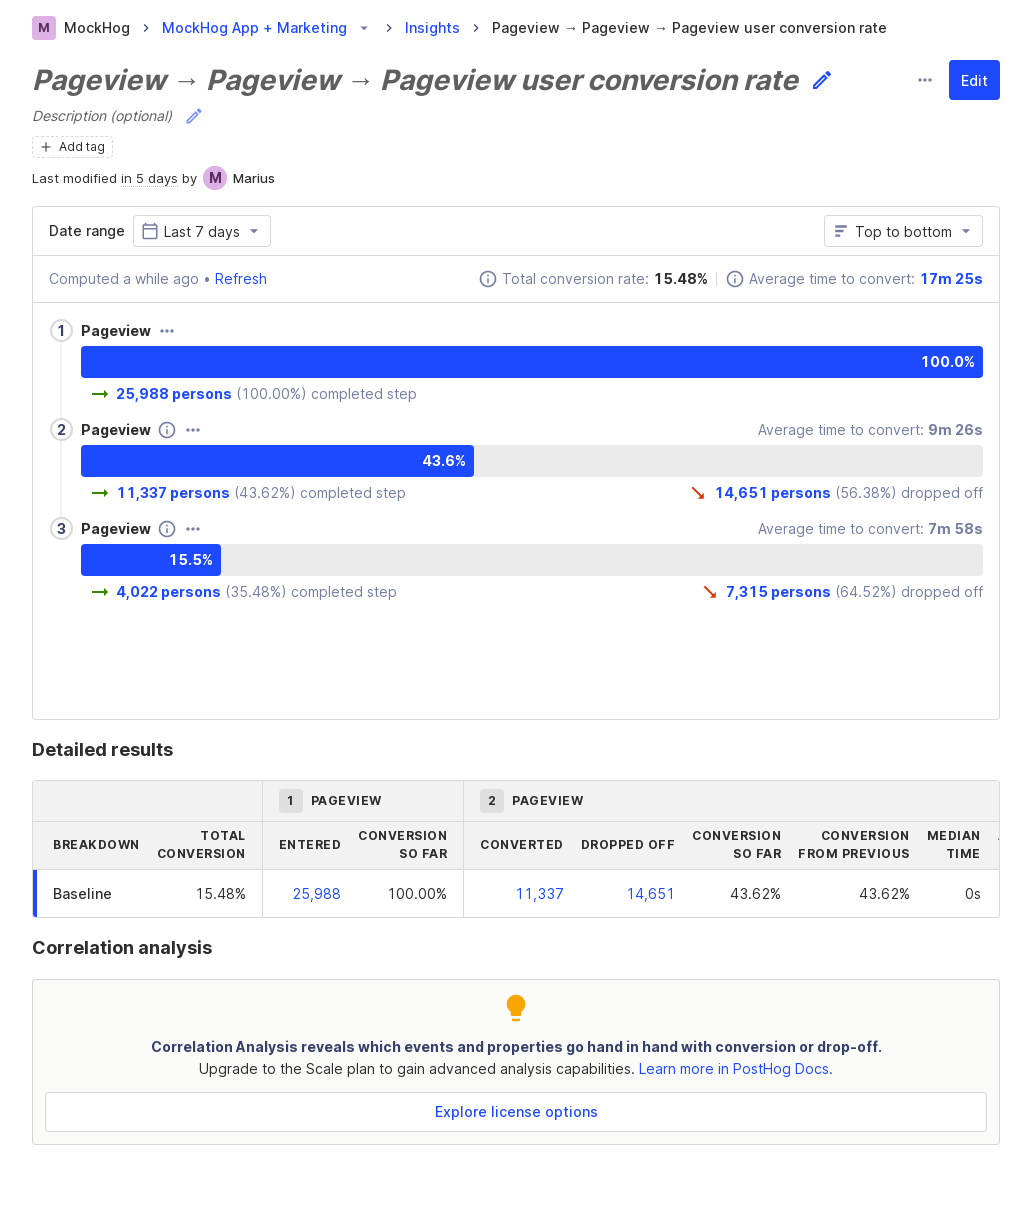 M MockHog > MockHog App + Marketing > Insights > Pageview → Pageview → Pageview user conversion rate
Pageview → Pageview → Pageview user conversion rate
Edit
Description (optional)
+ Add tag
Last modified in 5 days by M Marius
Date range Last 7 days Top to bottom
Computed a while ago • Refresh Total conversion rate: 15.48% Average time to convert: 17m 25s
1 Pageview
100.0%
→ 25,988 persons (100.00%) completed step
2 Pageview Average time to convert: 9m 26s
43.6%
→ 11,337 persons (43.62%) completed step ↘ 14,651 persons (56.38%) dropped off
3 Pageview Average time to convert: 7m 58s
15.5%
→ 4,022 persons (35.48%) completed step ↘ 7,315 persons (64.52%) dropped off
Detailed results
1 PAGEVIEW 2 PAGEVIEW
BREAKDOWN TOTAL CONVERSION ENTERED CONVERSION SO FAR CONVERTED DROPPED OFF CONVERSION SO FAR CONVERSION FROM PREVIOUS MEDIAN TIME
Baseline 15.48% 25,988 100.00% 11,337 14,651 43.62% 43.62% 0s
Correlation analysis
Correlation Analysis reveals which events and properties go hand in hand with conversion or drop-off.
Upgrade to the Scale plan to gain advanced analysis capabilities. Learn more in PostHog Docs.
Explore license options